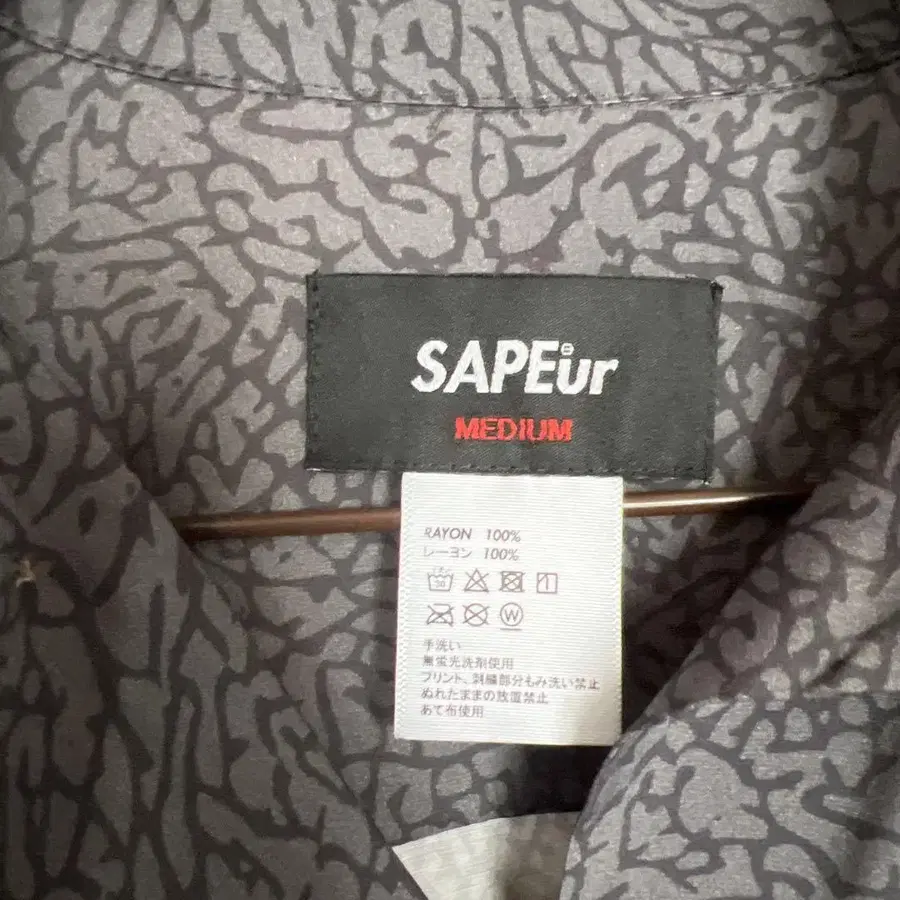 SAPEur
MEDIUM
RAYON 100%
レーヨン 100%
30
W
手洗い
無蛍光洗剤使用
プリント、刺繍部分もみ洗い禁止
ぬれたままの放置禁止
あて布使用